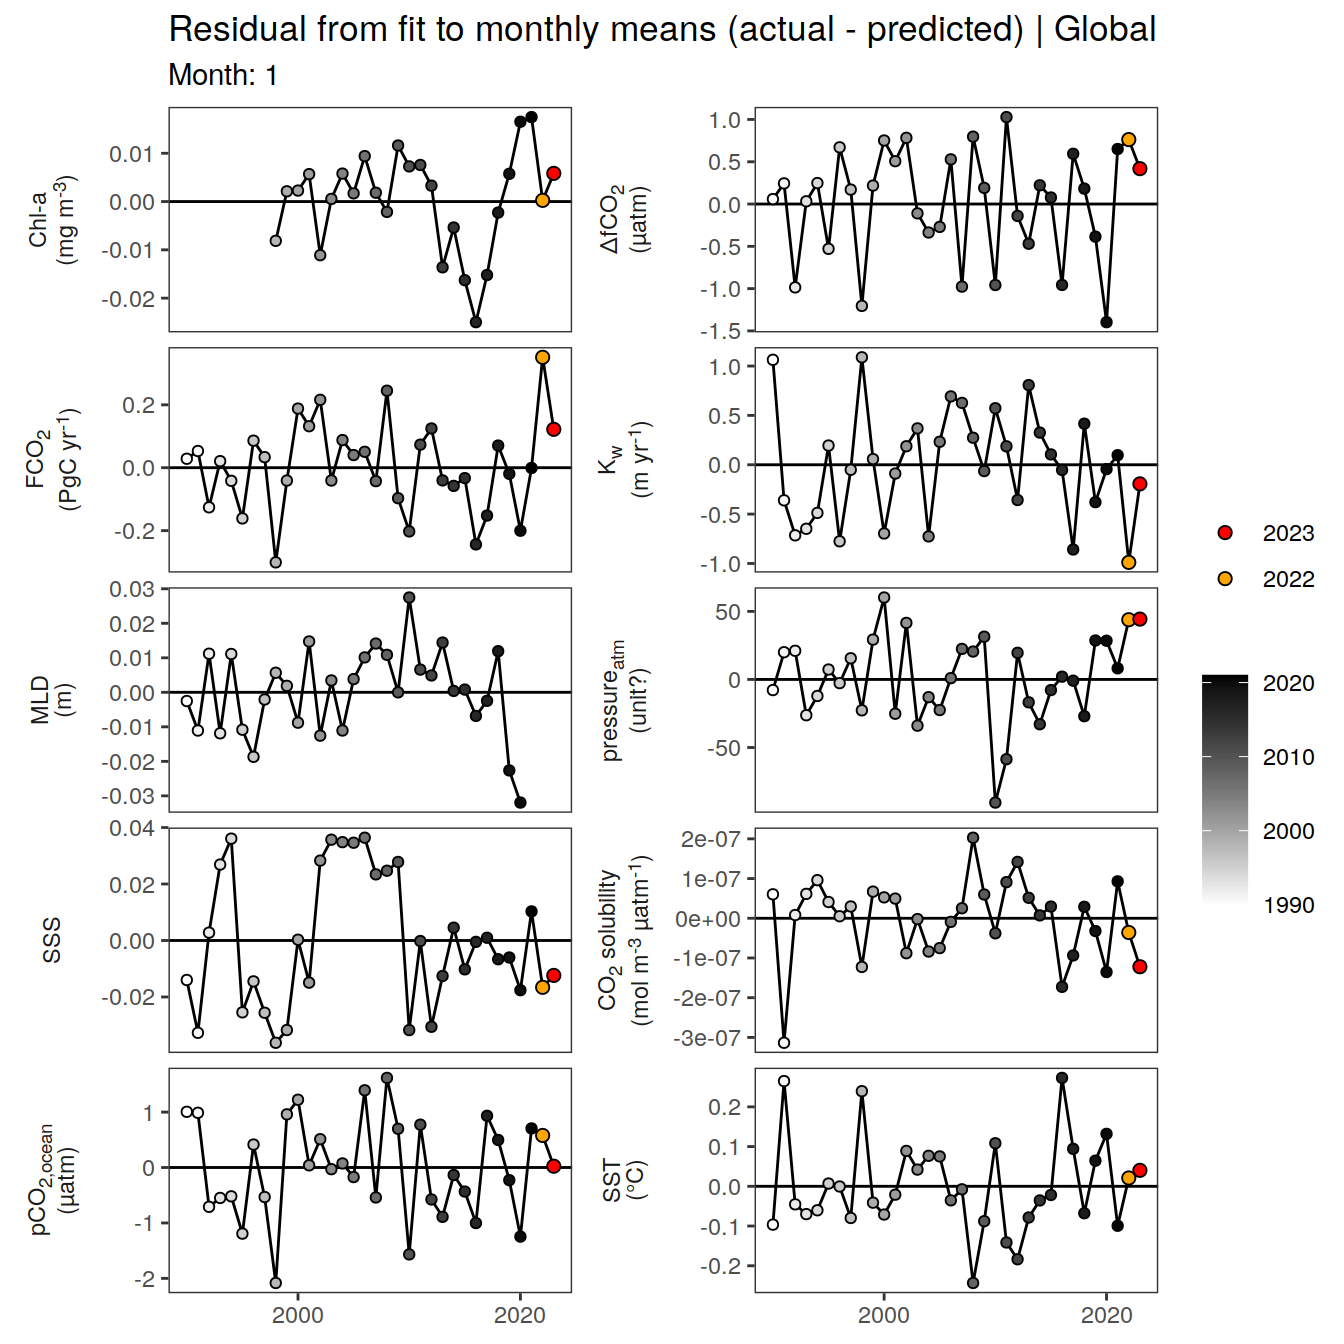 Residual from fit to monthly means (actual - predicted) | Global
Month: 1
Chl-a
(mg m⁻³)
0.01
0.00
-0.01
-0.02
ΔfCO₂
(µatm)
1.0
0.5
0.0
-0.5
-1.0
-1.5
FCO₂
(PgC yr⁻¹)
0.2
0.0
-0.2
K_w
(m yr⁻¹)
1.0
0.5
0.0
-0.5
-1.0
MLD
(m)
0.03
0.02
0.01
0.00
-0.01
-0.02
-0.03
pressure_atm
(unit?)
50
0
-50
SSS
0.04
0.02
0.00
-0.02
CO₂ solubility
(mol m⁻³ µatm⁻¹)
2e-07
1e-07
0e+00
-1e-07
-2e-07
-3e-07
pCO₂,ocean
(µatm)
1
0
-1
-2
SST
(°C)
0.2
0.1
0.0
-0.1
-0.2
2000
2020
2000
2020
2023
2022
2020
2010
2000
1990